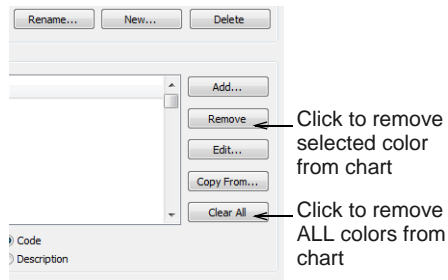 Rename... New... Delete
Add...
Remove
Edit...
Copy From...
Clear All
Code
Description
Click to remove
selected color
from chart
Click to remove
ALL colors from
chart